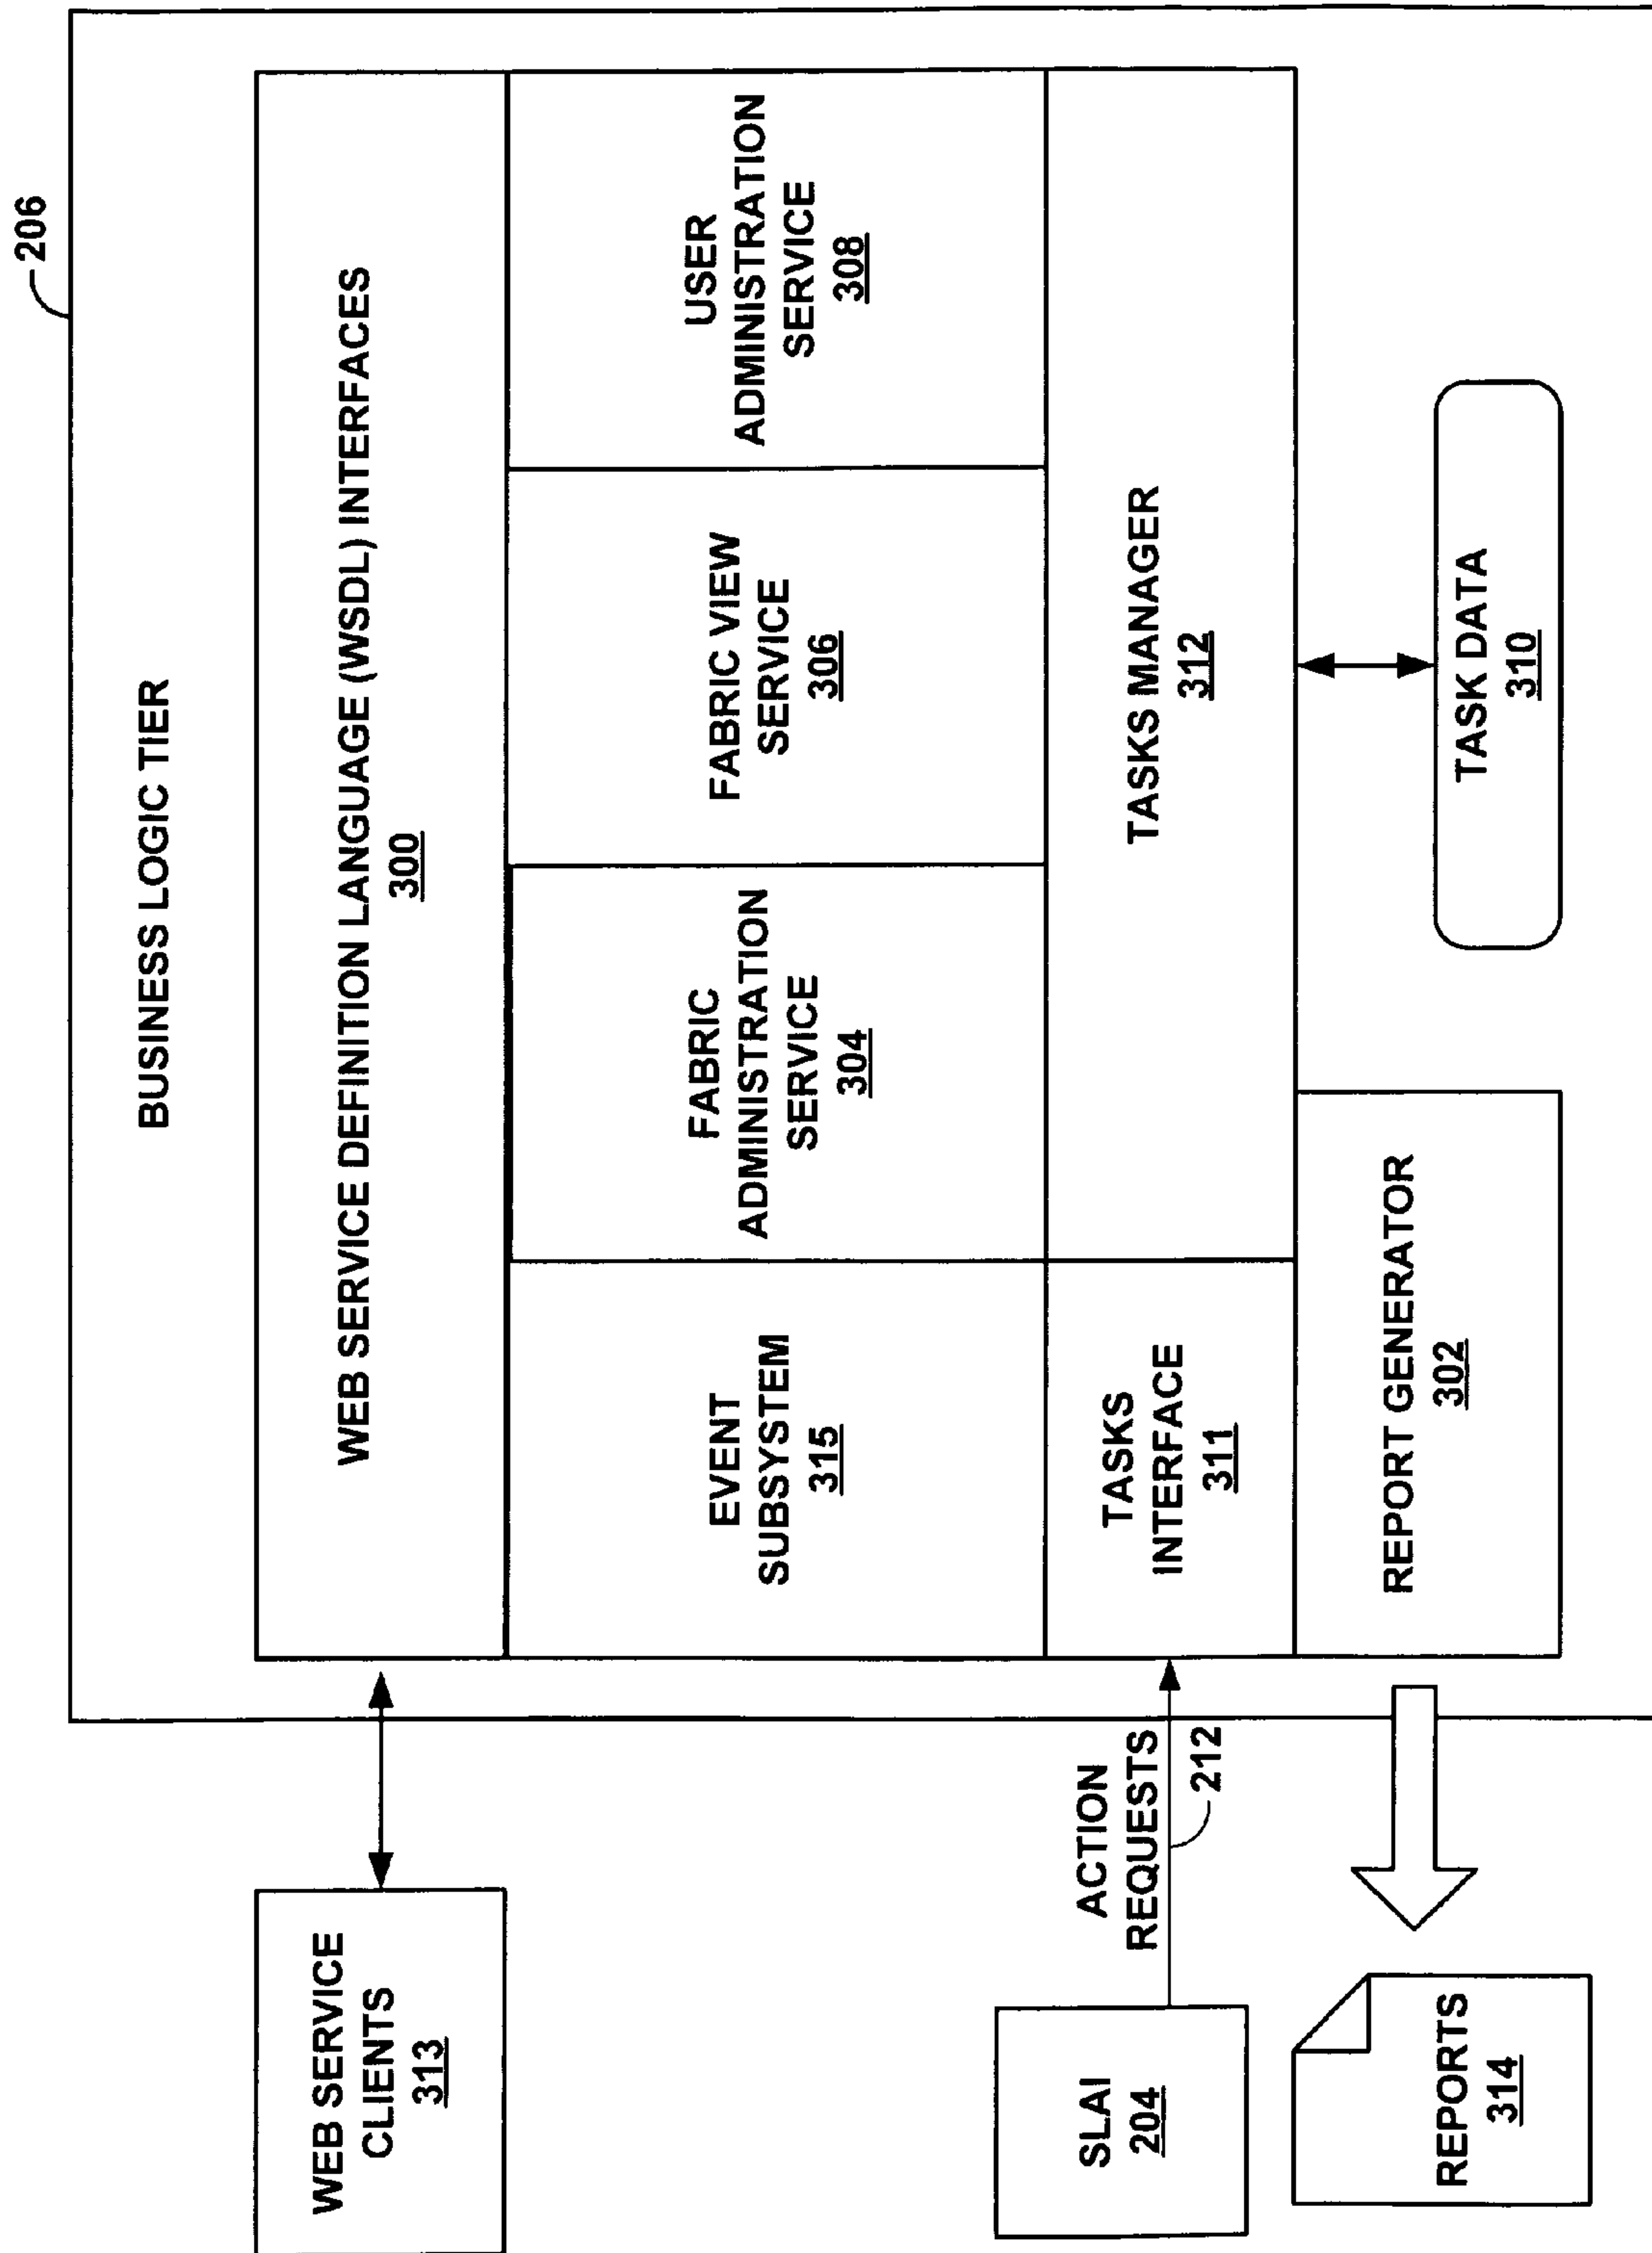 206
BUSINESS LOGIC TIER
WEB SERVICE
CLIENTS
313
WEB SERVICE DEFINITION LANGUAGE (WSDL) INTERFACES
300
EVENT
SUBSYSTEM
315
FABRIC
ADMINISTRATION
SERVICE
304
FABRIC VIEW
SERVICE
306
USER
ADMINISTRATION
SERVICE
308
SLAI
204
ACTION
REQUESTS
212
TASKS
INTERFACE
311
TASKS MANAGER
312
REPORTS
314
REPORT GENERATOR
302
TASK DATA
310